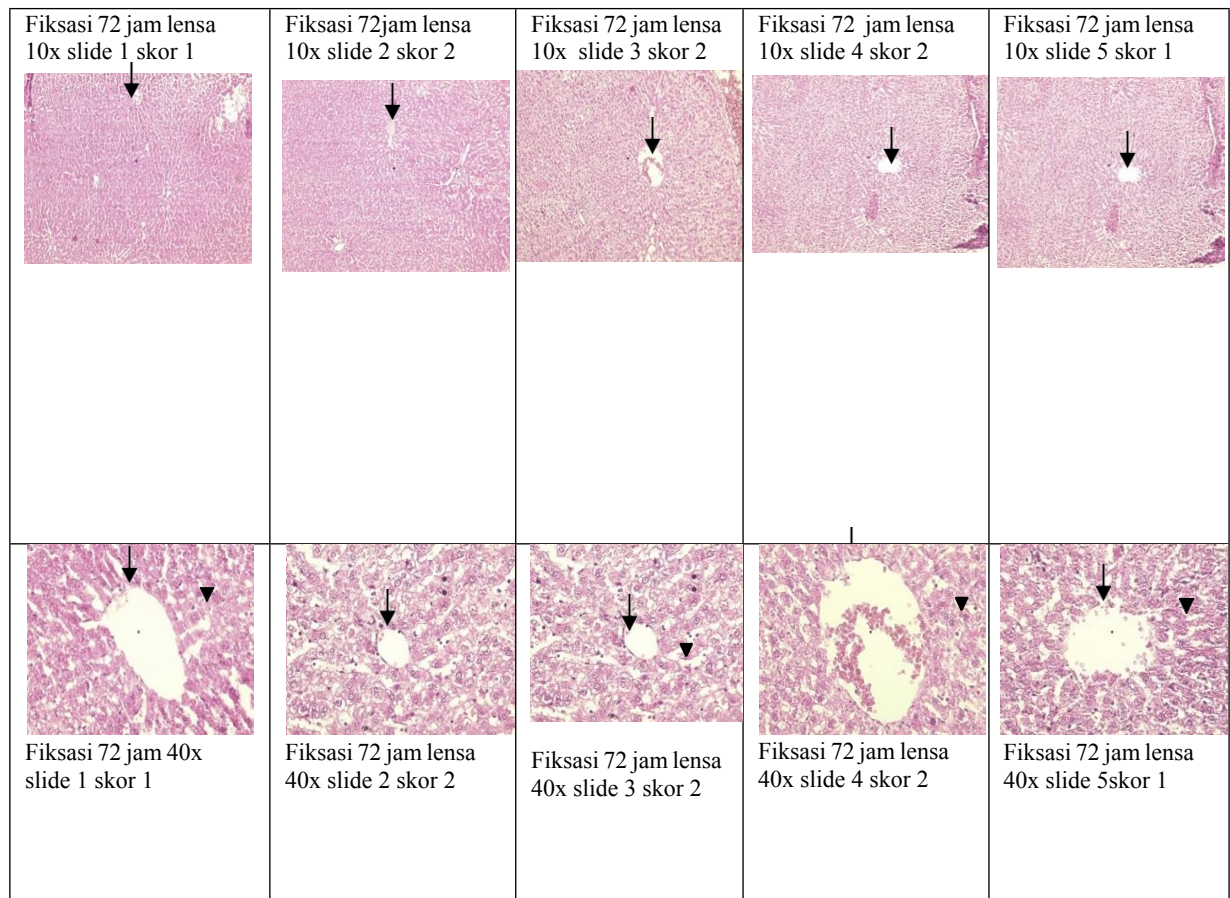 Fiksasi 72 jam lensa
10x slide 1 skor 1
Fiksasi 72jam lensa
10x slide 2 skor 2
Fiksasi 72 jam lensa
10x slide 3 skor 2
Fiksasi 72 jam lensa
10x slide 4 skor 2
Fiksasi 72 jam lensa
10x slide 5 skor 1
Fiksasi 72 jam 40x
slide 1 skor 1
Fiksasi 72 jam lensa
40x slide 2 skor 2
Fiksasi 72 jam lensa
40x slide 3 skor 2
Fiksasi 72 jam lensa
40x slide 4 skor 2
Fiksasi 72 jam lensa
40x slide 5skor 1